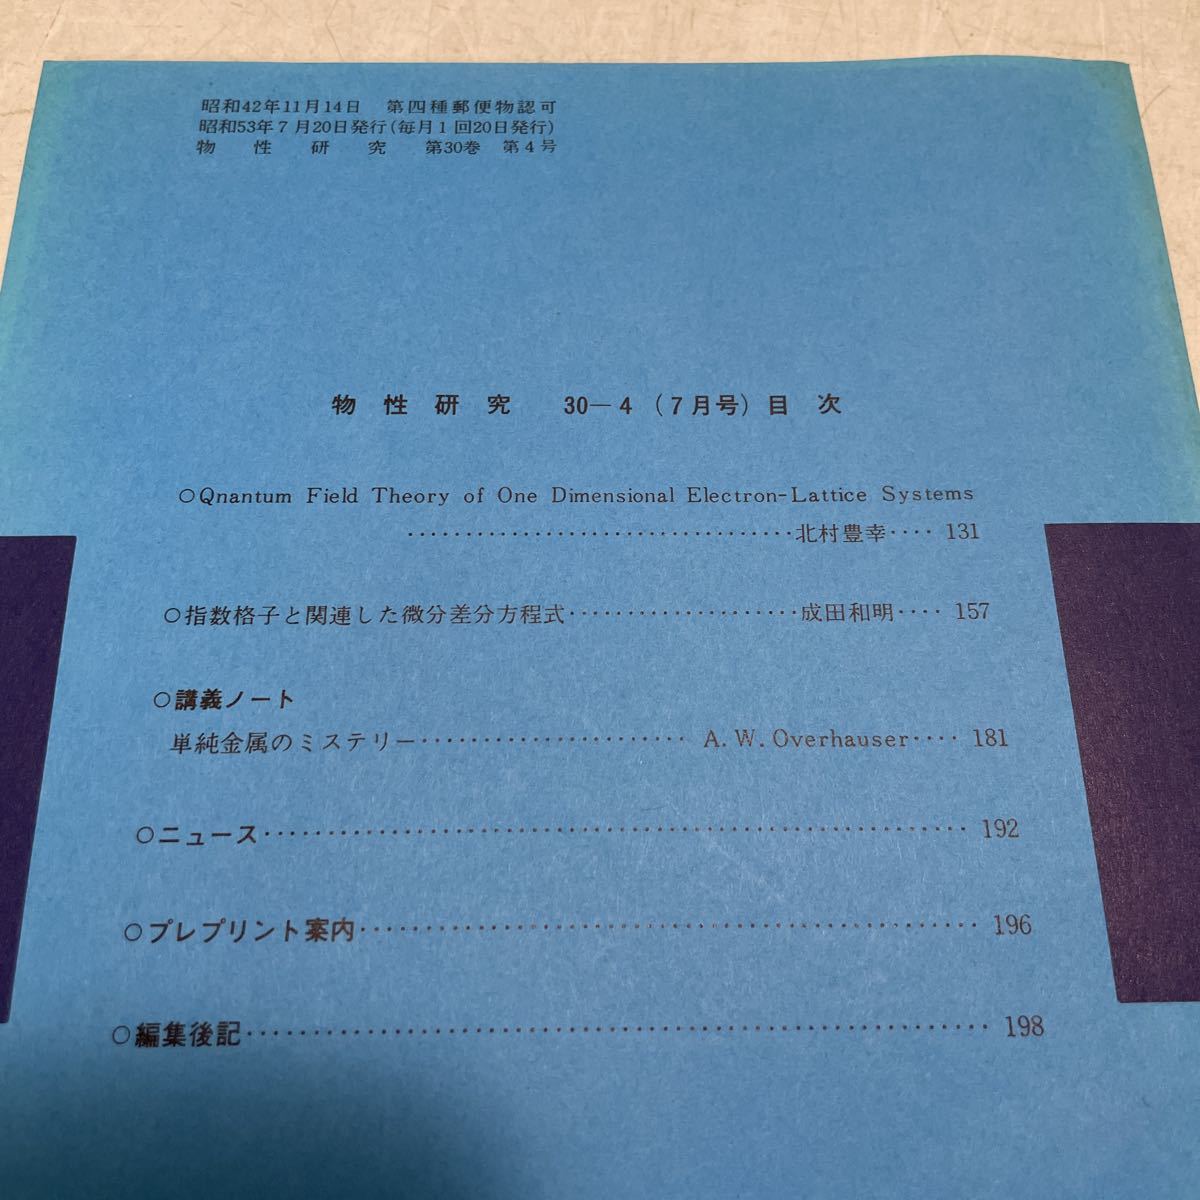 昭和42年11月14日　第四種郵便物認可
昭和53年7月20日発行(毎月1回20日発行)
物性研究　第30巻　第4号
物性研究　30—4（7月号）目次
○Qnantum Field Theory of One Dimensional Electron-Lattice Systems
‥‥‥‥‥‥‥‥‥‥‥‥‥‥‥‥北村豊幸‥‥ 131
○指数格子と関連した微分差分方程式‥‥‥‥‥‥‥‥‥‥成田和明‥‥ 157
○講義ノート
単純金属のミステリー‥‥‥‥‥‥‥‥‥‥‥ A.W.Overhauser‥‥ 181
○ニュース‥‥‥‥‥‥‥‥‥‥‥‥‥‥‥‥‥‥‥‥‥‥‥‥‥‥‥ 192
○プレプリント案内‥‥‥‥‥‥‥‥‥‥‥‥‥‥‥‥‥‥‥‥‥‥‥ 196
○編集後記‥‥‥‥‥‥‥‥‥‥‥‥‥‥‥‥‥‥‥‥‥‥‥‥‥‥‥ 198